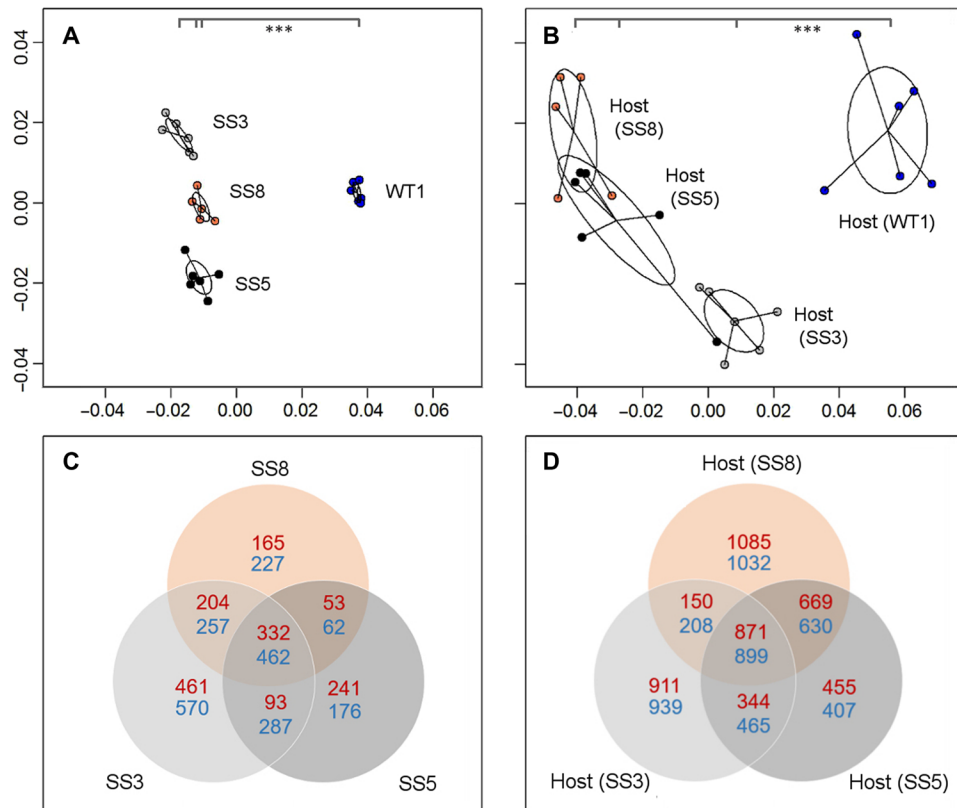 A
***
0.04
0.02
0.00
−0.02
−0.04
SS3
SS8
SS5
WT1
−0.04
−0.02
0.00
0.02
0.04
0.06
B
***
Host
(SS8)
Host
(SS5)
Host (WT1)
Host
(SS3)
−0.04
−0.02
0.00
0.02
0.04
0.06
C
SS8
165
227
204
257
53
62
332
462
461
570
93
287
241
176
SS3
SS5
D
Host (SS8)
1085
1032
150
208
669
630
871
899
911
939
344
465
455
407
Host (SS3)
Host (SS5)